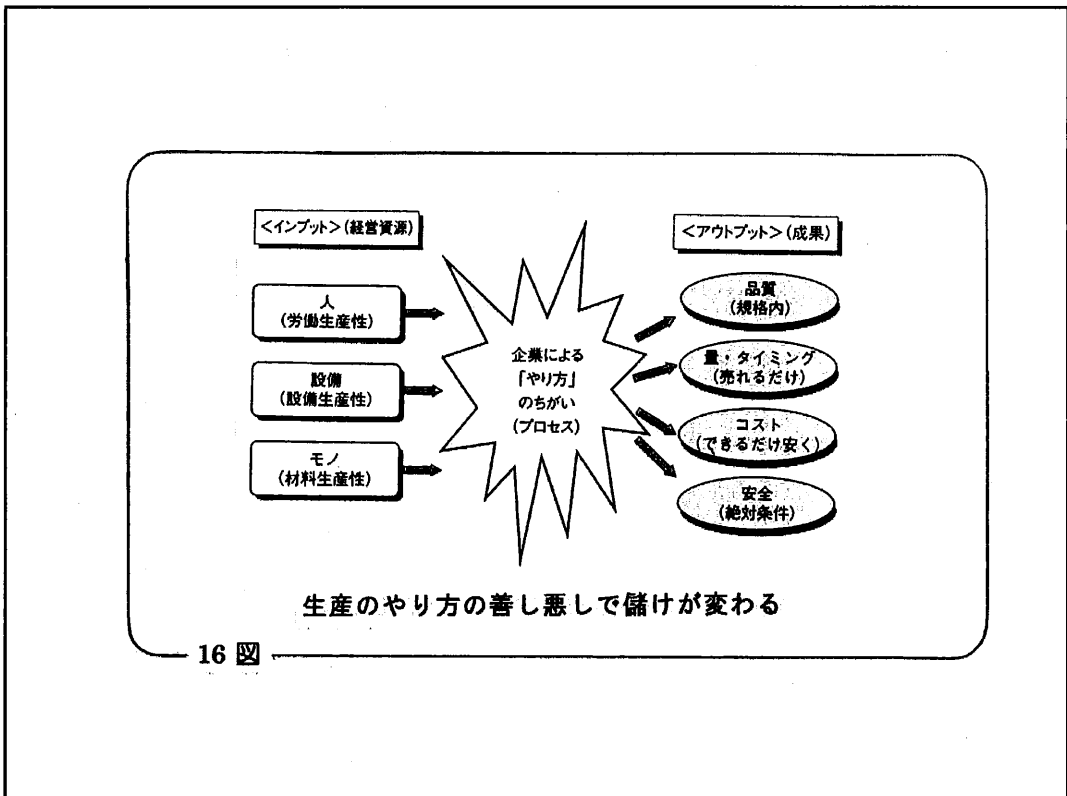 <インプット>(経営資源)
人
(労働生産性)
設備
(設備生産性)
モノ
(材料生産性)
企業による
「やり方」
のちがい
(プロセス)
<アウトプット>(成果)
品質
(規格内)
量・タイミング
(売れるだけ)
コスト
(できるだけ安く)
安全
(絶対条件)
生産のやり方の善し悪しで儲けが変わる
16 図